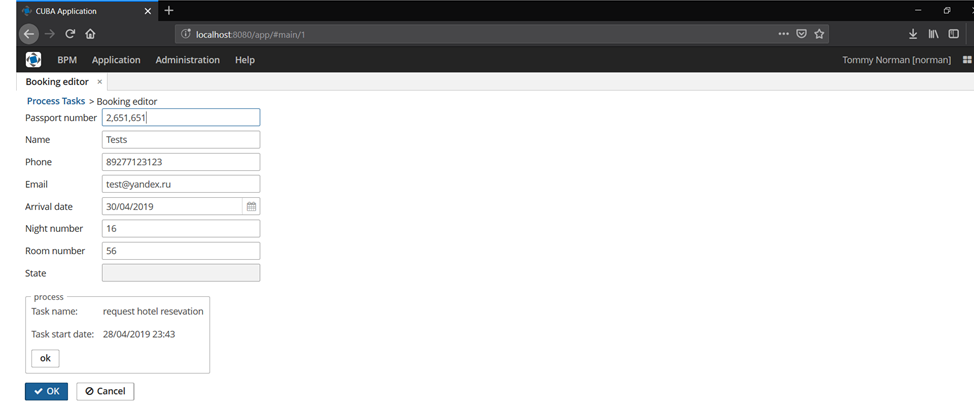 CUBA Application
localhost:8080/app/#main/1
BPM Application Administration Help Tommy Norman [norman]
Booking editor
Process Tasks > Booking editor
Passport number 2,651,651
Name Tests
Phone 89277123123
Email test@yandex.ru
Arrival date 30/04/2019
Night number 16
Room number 56
State
process
Task name: request hotel resevation
Task start date: 28/04/2019 23:43
ok
OK Cancel